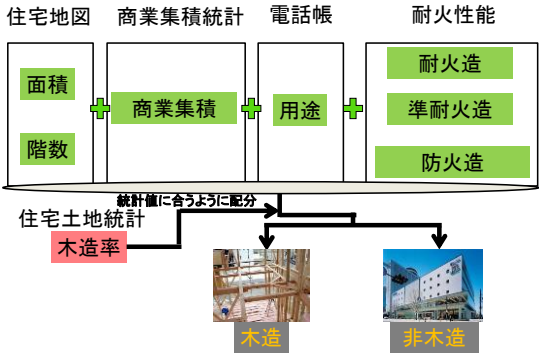 住宅地図
商業集積統計
電話帳
耐火性能
面積
階数
商業集積
用途
耐火造
準耐火造
防火造
統計値に合うように配分
住宅土地統計
木造率
木造
非木造